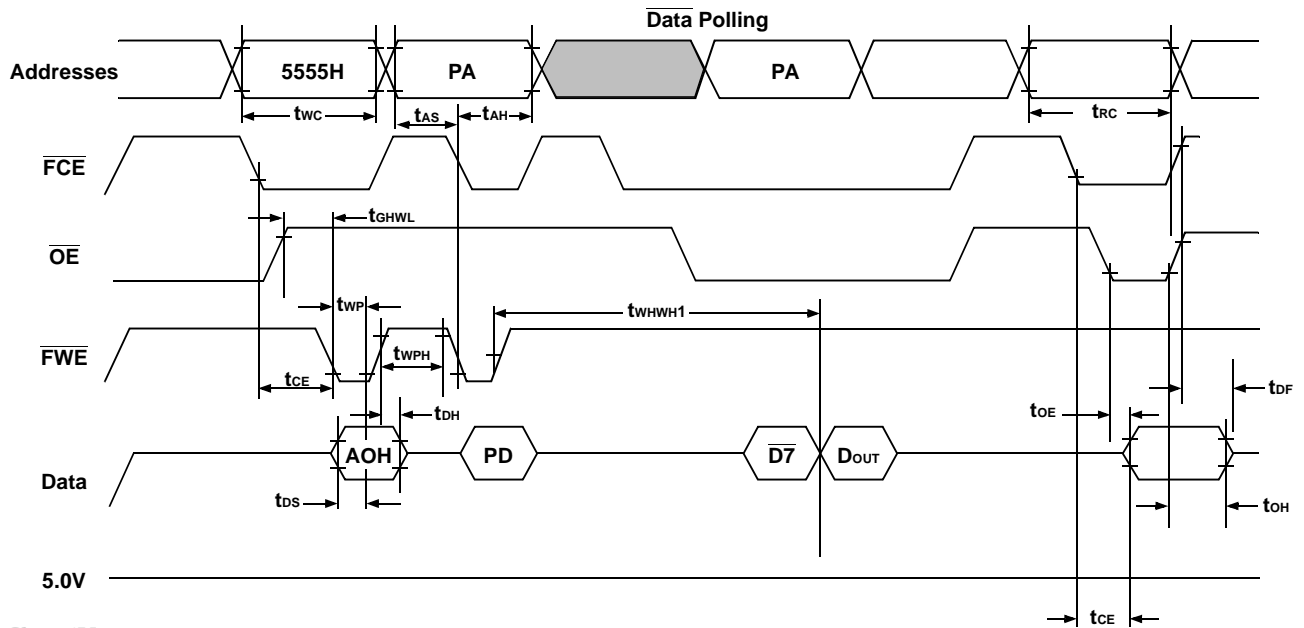 Data Polling
Addresses
5555H
PA
PA
tWC
tAS
tAH
tRC
FCE
tGHWL
OE
tWP
tWHWH1
FWE
tWPH
tCE
tDF
tDH
tOE
AOH
PD
D7
DOUT
Data
tDS
tOH
5.0V
tCE